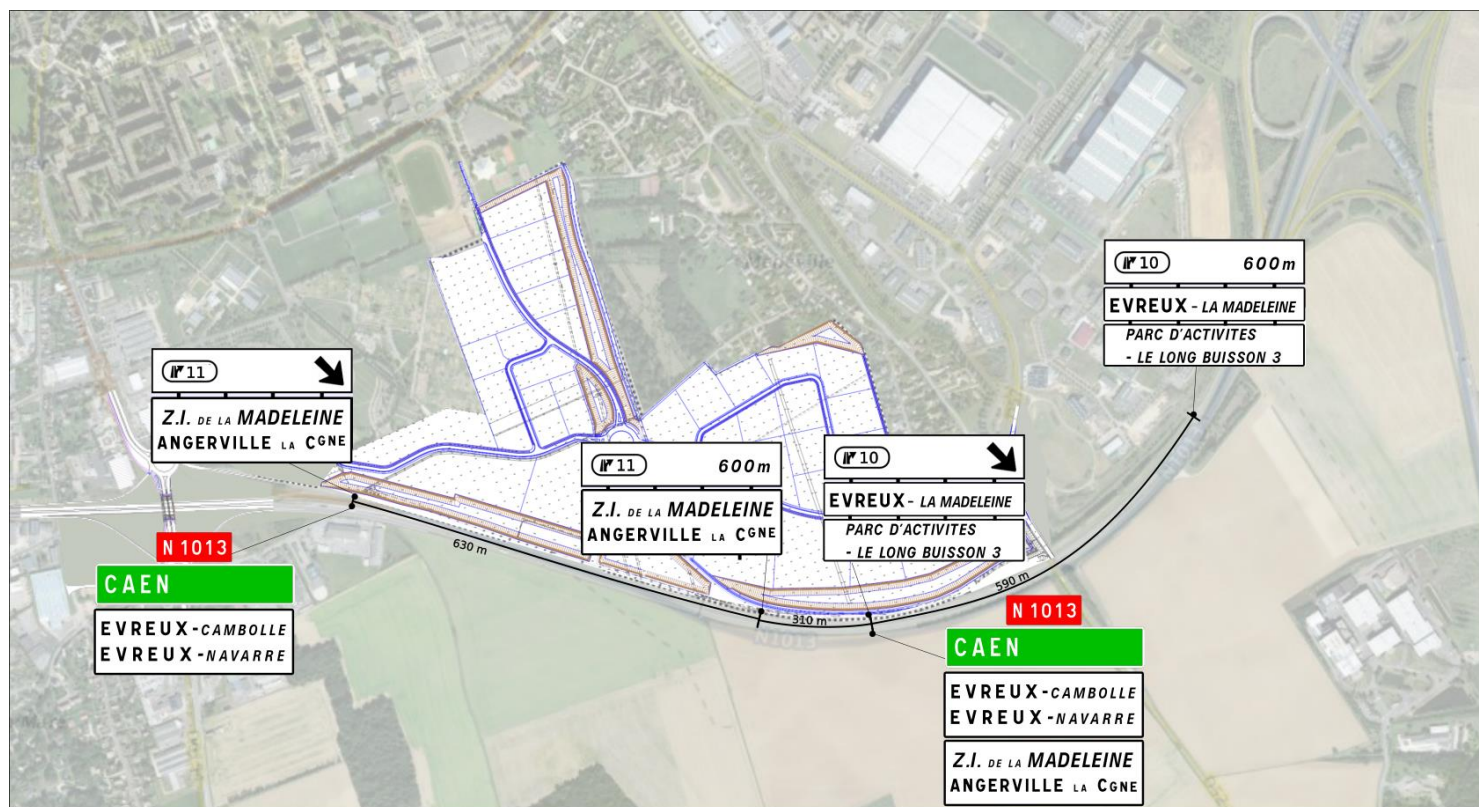 10 600m
EVREUX - LA MADELEINE
PARC D'ACTIVITES
- LE LONG BUISSON 3
11
Z.I. DE LA MADELEINE
ANGERVILLE LA CGNE
11 600m
Z.I. DE LA MADELEINE
ANGERVILLE LA CGNE
10
EVREUX - LA MADELEINE
PARC D'ACTIVITES
- LE LONG BUISSON 3
630 m
310 m
590 m
N 1013
CAEN
EVREUX-CAMBOLLE
EVREUX-NAVARRE
N 1013
CAEN
EVREUX-CAMBOLLE
EVREUX-NAVARRE
Z.I. DE LA MADELEINE
ANGERVILLE LA CGNE
N1013